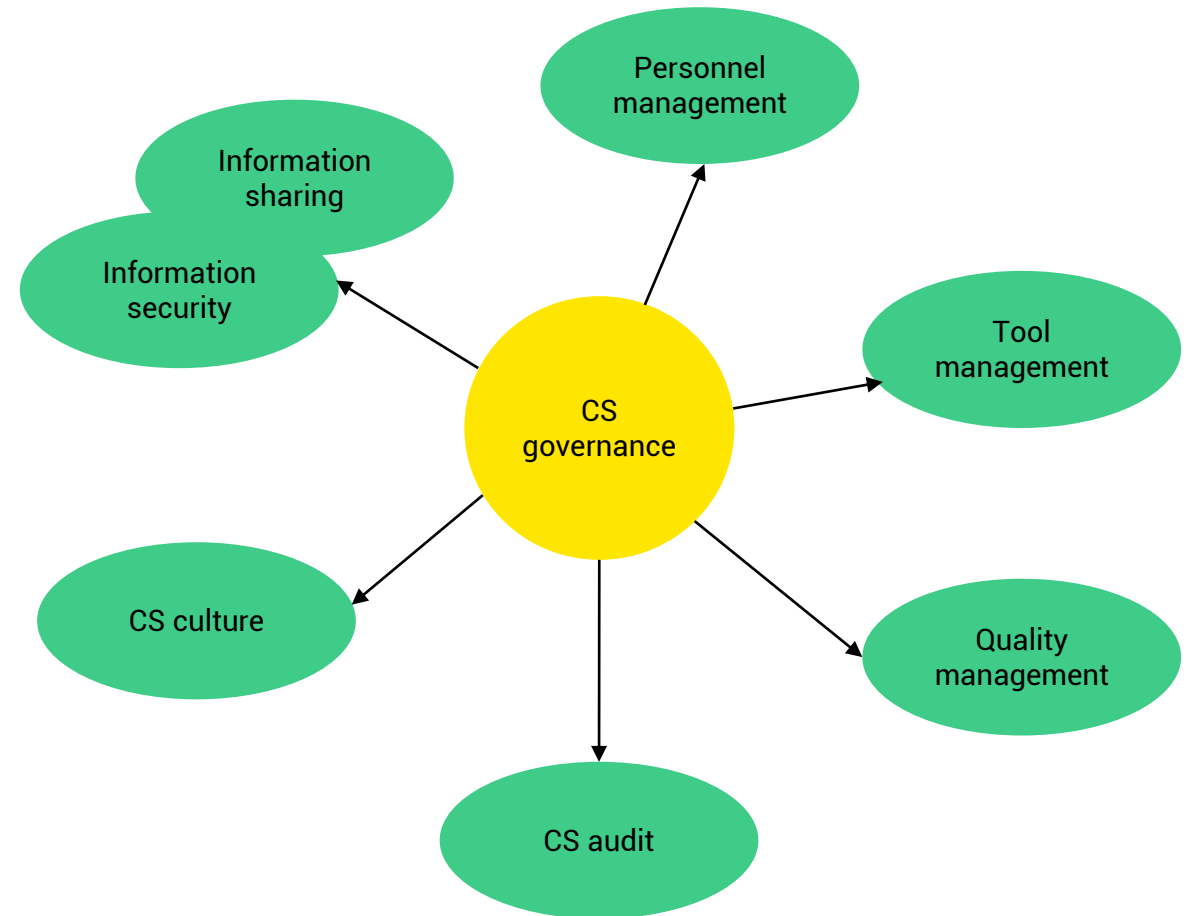 Personnel
management
Information
sharing
Information
security
Tool
management
CS
governance
CS culture
Quality
management
CS audit